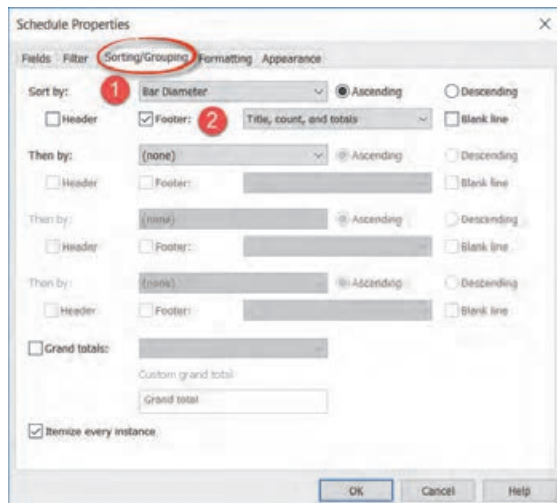 Schedule Properties
Fields Filter Sorting/Grouping Formatting Appearance
Sort by: 1 Bar Diameter Ascending Descending
Header Footer: 2 Title, count, and totals Blank line
Then by: (none) Ascending Descending
Header Footer: Blank line
Then by: (none) Ascending Descending
Header Footer: Blank line
Then by: (none) Ascending Descending
Header Footer: Blank line
Grand totals:
Custom grand total
Grand total
Itemize every instance
OK Cancel Help